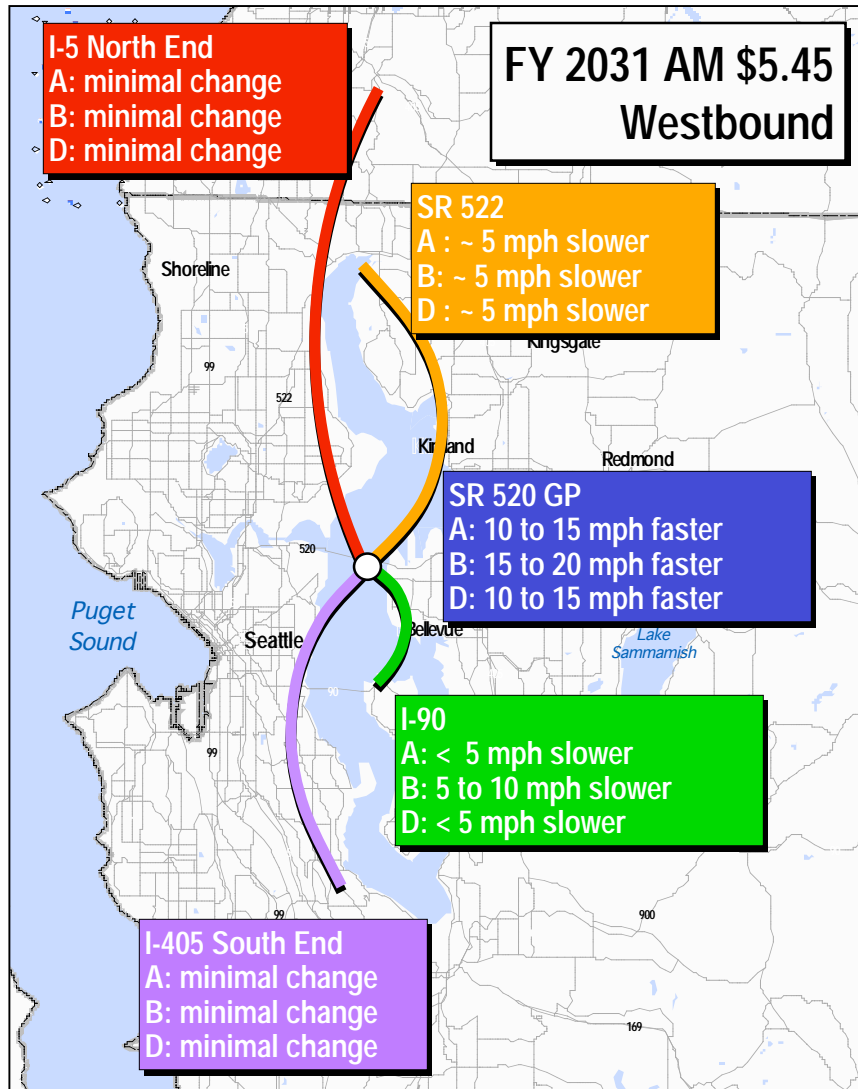 I-5 North End
A: minimal change
B: minimal change
D: minimal change
FY 2031 AM $5.45
Westbound
SR 522
A : ~ 5 mph slower
B: ~ 5 mph slower
D : ~ 5 mph slower
Shoreline
Kingsgate
99
522
Redmond
SR 520 GP
A: 10 to 15 mph faster
B: 15 to 20 mph faster
D: 10 to 15 mph faster
520
Puget
Sound
Seattle
Bellevue
Lake
Sammamish
90
I-90
A: < 5 mph slower
B: 5 to 10 mph slower
D: < 5 mph slower
99
99
900
I-405 South End
A: minimal change
B: minimal change
D: minimal change
169